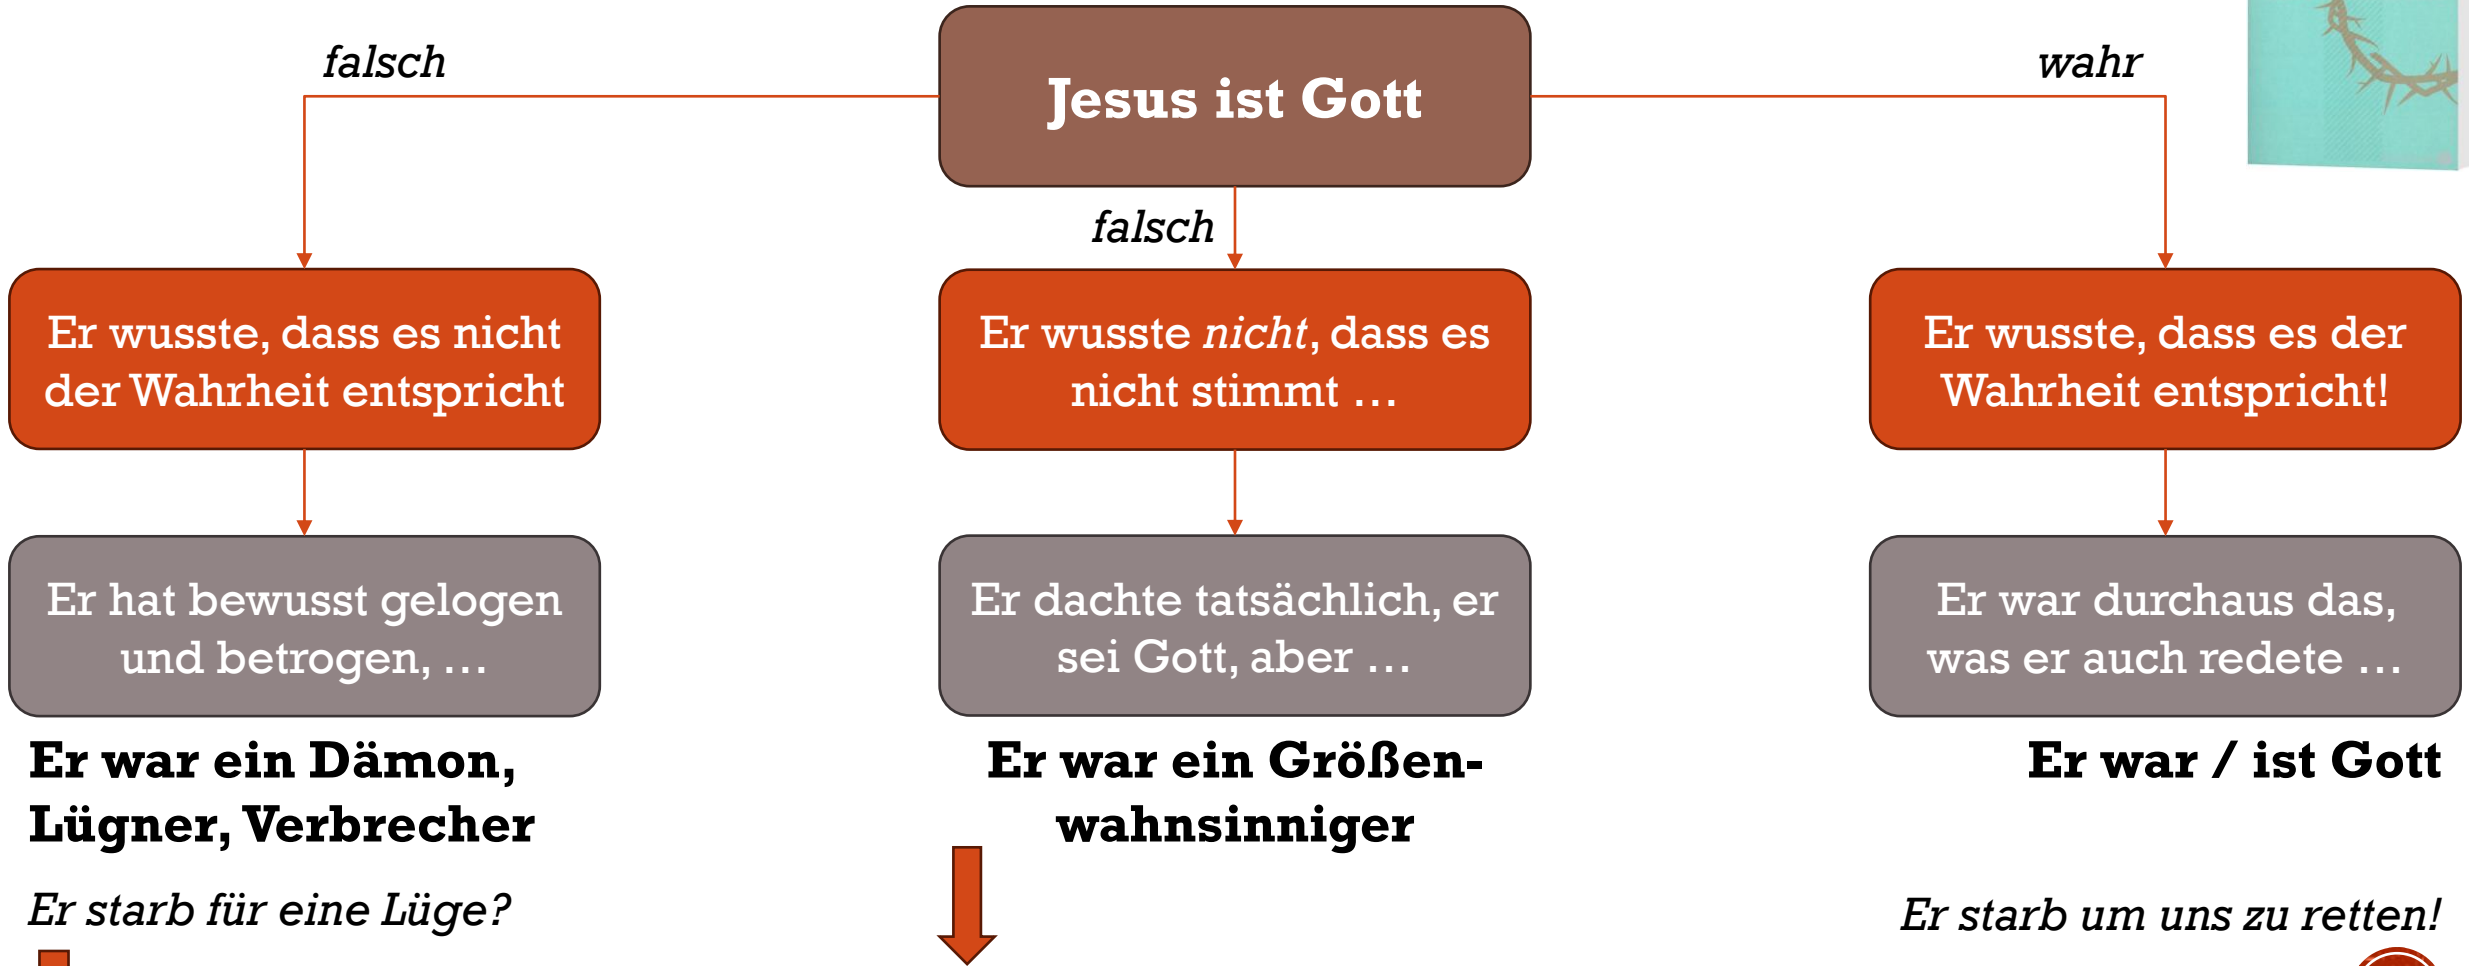 Jesus ist Gott
falsch
wahr
falsch
Er wusste, dass es nicht
der Wahrheit entspricht
Er wusste nicht, dass es
nicht stimmt …
Er wusste, dass es der
Wahrheit entspricht!
Er hat bewusst gelogen
und betrogen, …
Er dachte tatsächlich, er
sei Gott, aber …
Er war durchaus das,
was er auch redete …
Er war ein Dämon,
Lügner, Verbrecher
Er war ein Größen-
wahnsinniger
Er war / ist Gott
Er starb für eine Lüge?
Er starb um uns zu retten!